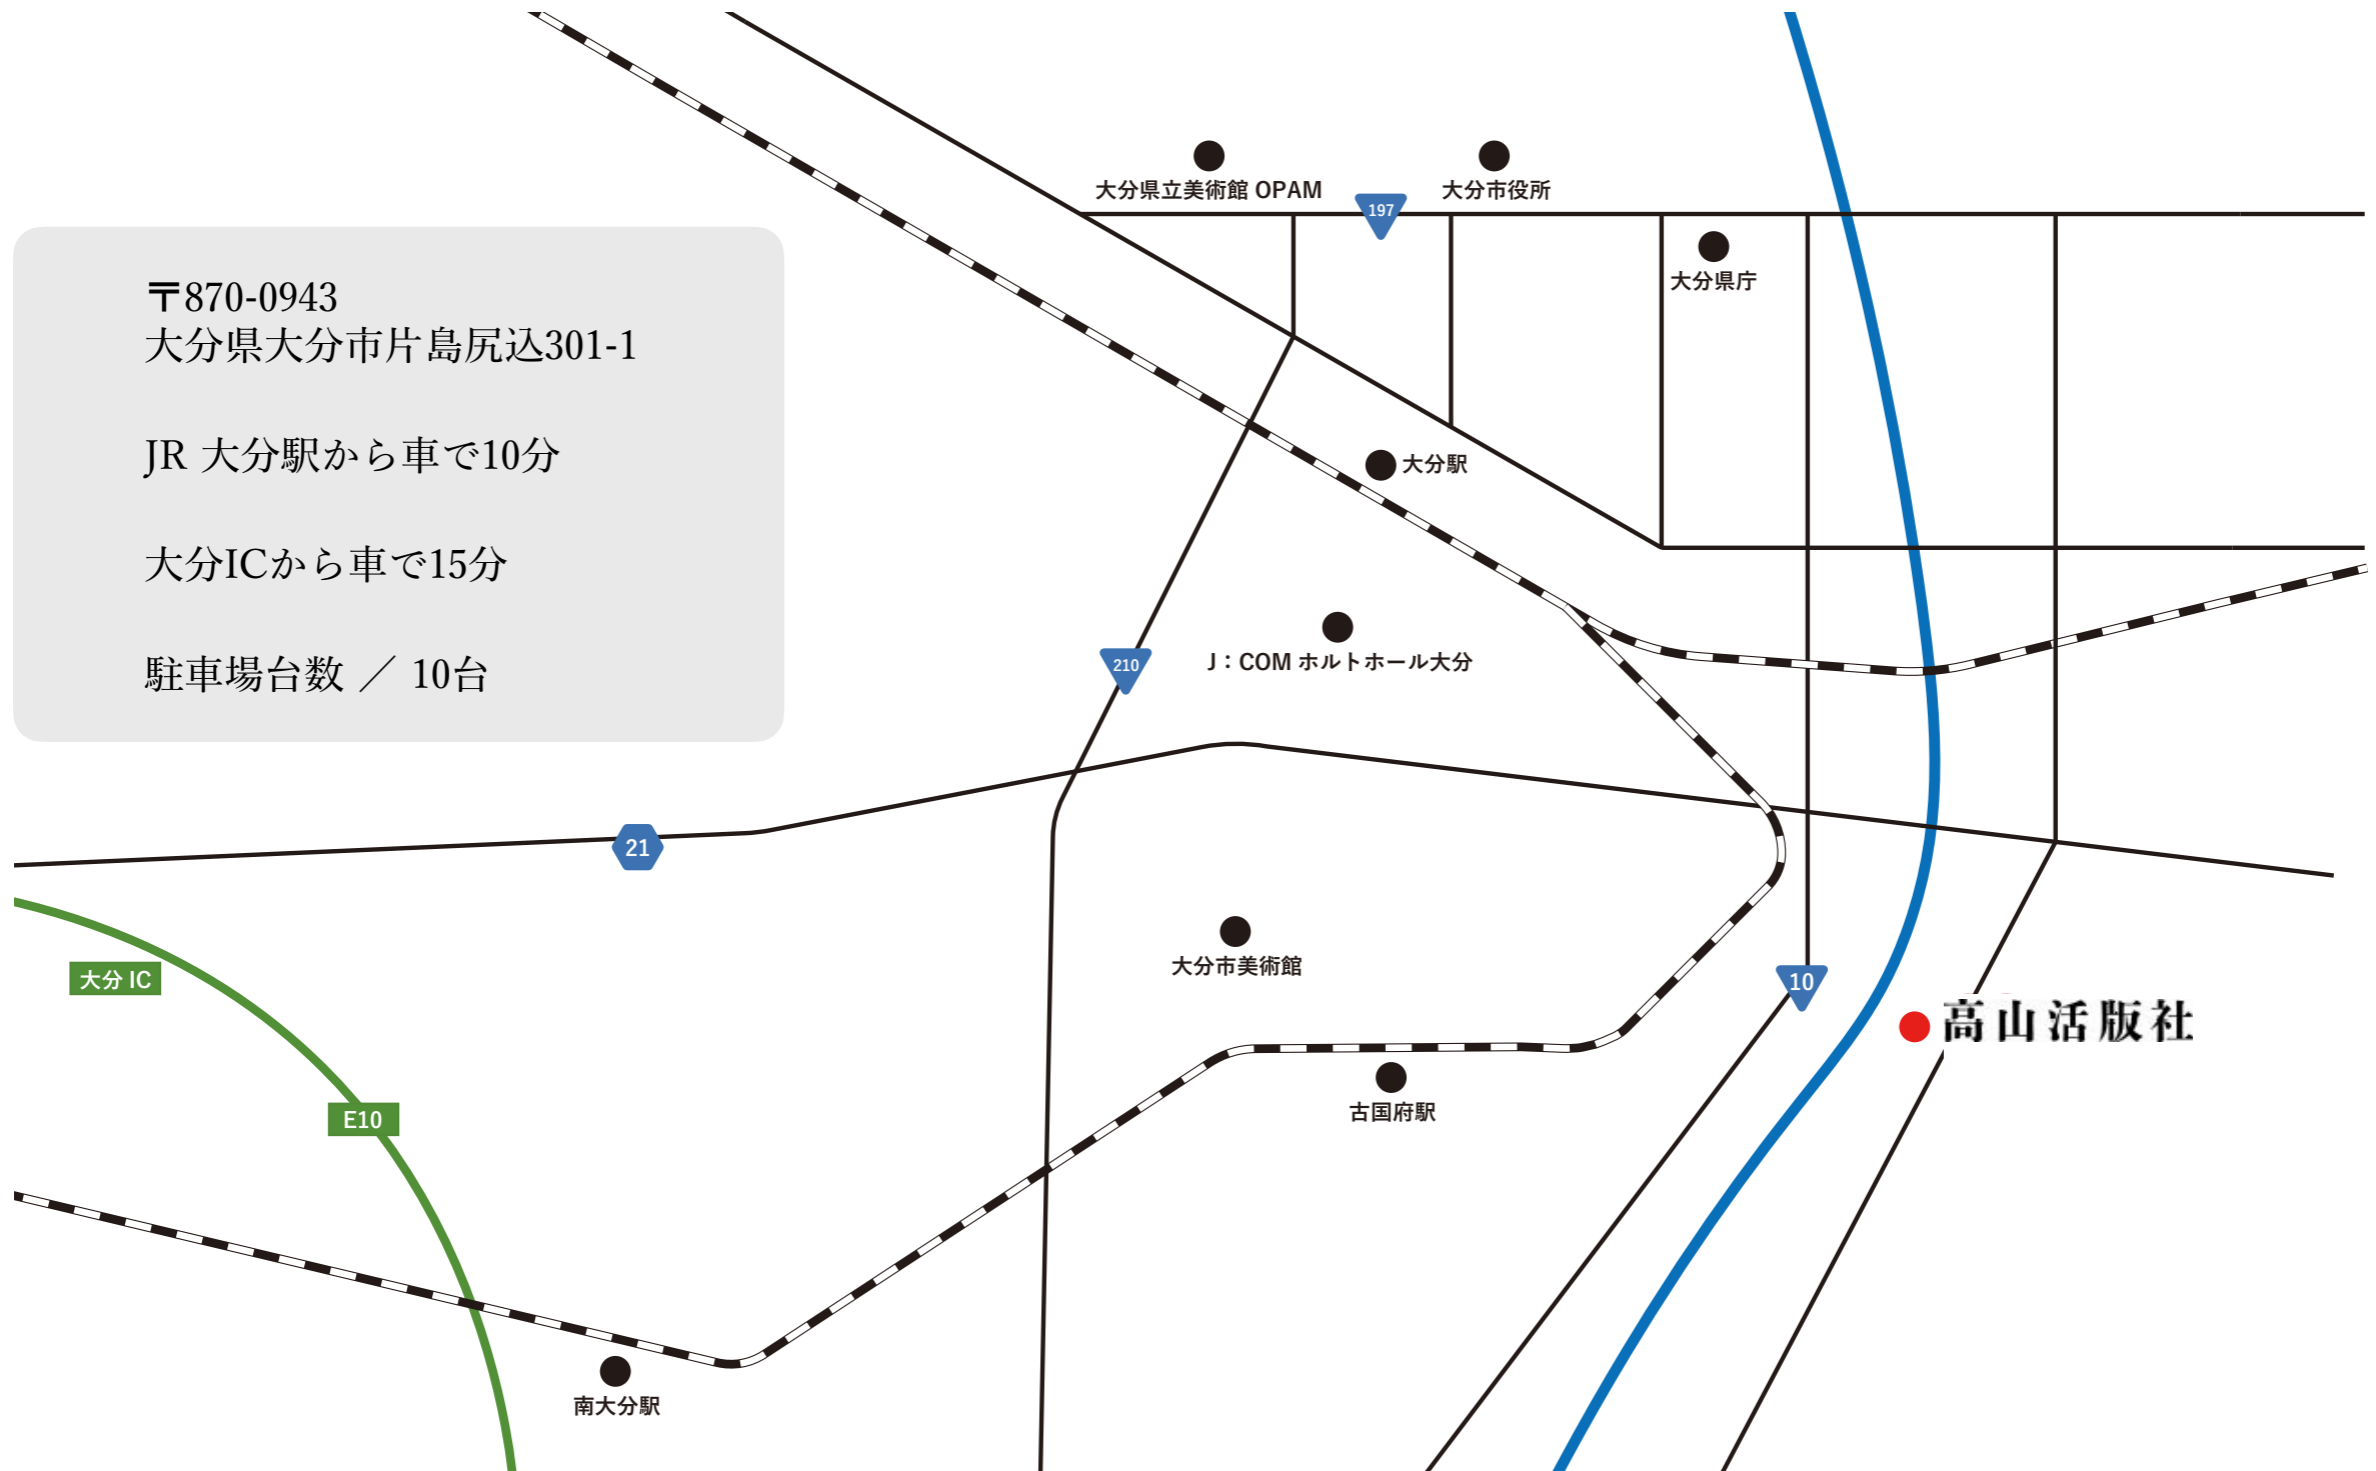 大分県立美術館 OPAM
大分市役所
197
大分県庁
〒870-0943
大分県大分市片島尻込301-1
JR 大分駅から車で10分
大分ICから車で15分
駐車場台数 ／ 10台
大分駅
J：COM ホルトホール大分
210
21
大分市美術館
大分 IC
10
高山活版社
古国府駅
E10
南大分駅